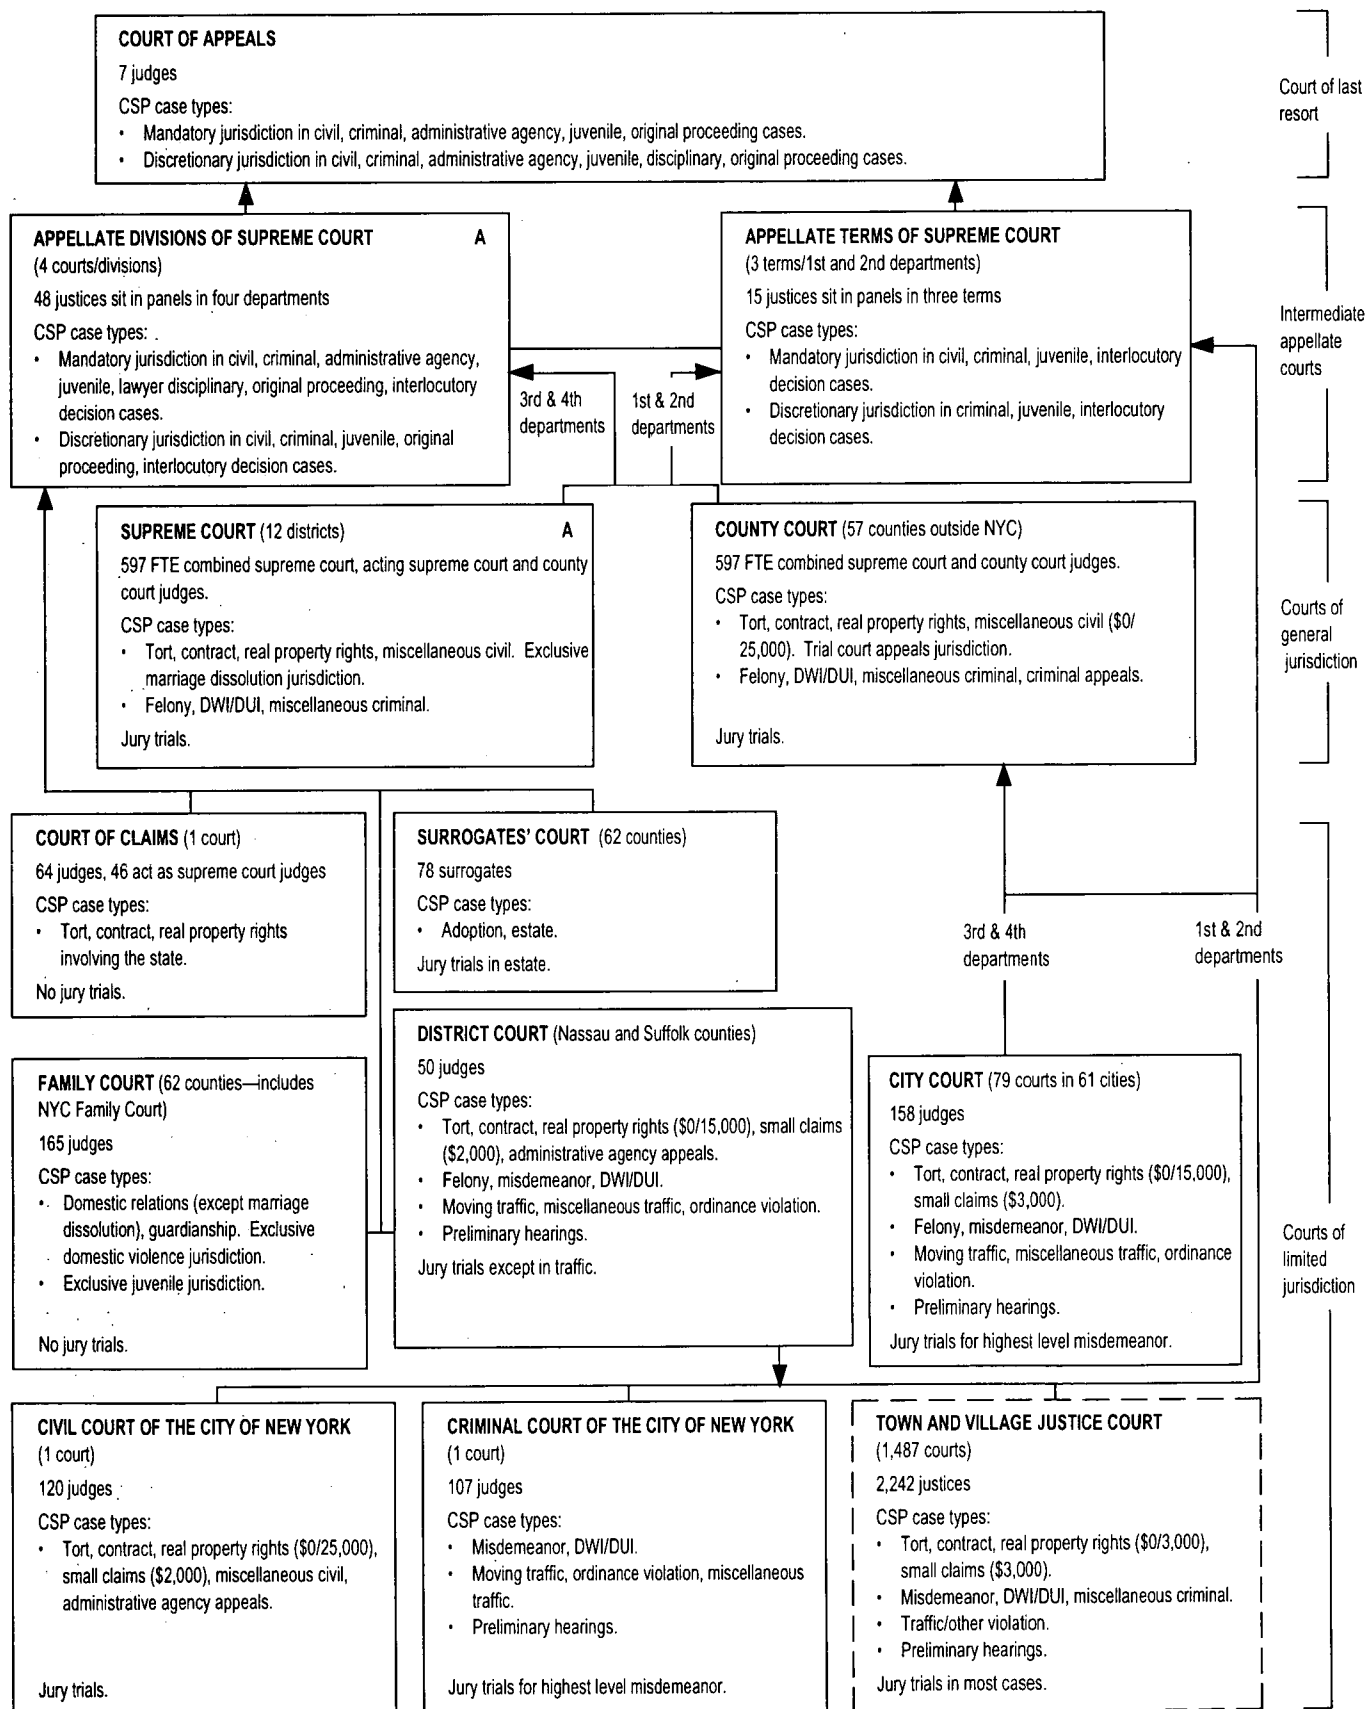 COURT OF APPEALS
7 judges
CSP case types:
• Mandatory jurisdiction in civil, criminal, administrative agency, juvenile, original proceeding cases.
• Discretionary jurisdiction in civil, criminal, administrative agency, juvenile, disciplinary, original proceeding cases.
Court of last
resort
APPELLATE DIVISIONS OF SUPREME COURT A
(4 courts/divisions)
48 justices sit in panels in four departments
CSP case types:
• Mandatory jurisdiction in civil, criminal, administrative agency,
juvenile, lawyer disciplinary, original proceeding, interlocutory
decision cases.
• Discretionary jurisdiction in civil, criminal, juvenile, original
proceeding, interlocutory decision cases.
3rd & 4th
departments
1st & 2nd
departments
APPELLATE TERMS OF SUPREME COURT
(3 terms/1st and 2nd departments)
15 justices sit in panels in three terms
CSP case types:
• Mandatory jurisdiction in civil, criminal, juvenile, interlocutory
decision cases.
• Discretionary jurisdiction in criminal, juvenile, interlocutory
decision cases.
Intermediate
appellate
courts
SUPREME COURT (12 districts) A
597 FTE combined supreme court, acting supreme court and county
court judges.
CSP case types:
• Tort, contract, real property rights, miscellaneous civil. Exclusive
marriage dissolution jurisdiction.
• Felony, DWI/DUI, miscellaneous criminal.
Jury trials.
COUNTY COURT (57 counties outside NYC)
597 FTE combined supreme court and county court judges.
CSP case types:
• Tort, contract, real property rights, miscellaneous civil ($0/
25,000). Trial court appeals jurisdiction.
• Felony, DWI/DUI, miscellaneous criminal, criminal appeals.
Jury trials.
Courts of
general
jurisdiction
COURT OF CLAIMS (1 court)
64 judges, 46 act as supreme court judges
CSP case types:
• Tort, contract, real property rights
involving the state.
No jury trials.
SURROGATES' COURT (62 counties)
78 surrogates
CSP case types:
• Adoption, estate.
Jury trials in estate.
3rd & 4th
departments
1st & 2nd
departments
FAMILY COURT (62 counties—includes
NYC Family Court)
165 judges
CSP case types:
• Domestic relations (except marriage
dissolution), guardianship. Exclusive
domestic violence jurisdiction.
• Exclusive juvenile jurisdiction.
No jury trials.
DISTRICT COURT (Nassau and Suffolk counties)
50 judges
CSP case types:
• Tort, contract, real property rights ($0/15,000), small claims
($2,000), administrative agency appeals.
• Felony, misdemeanor, DWI/DUI.
• Moving traffic, miscellaneous traffic, ordinance violation.
• Preliminary hearings.
Jury trials except in traffic.
CITY COURT (79 courts in 61 cities)
158 judges
CSP case types:
• Tort, contract, real property rights ($0/15,000),
small claims ($3,000).
• Felony, misdemeanor, DWI/DUI.
• Moving traffic, miscellaneous traffic, ordinance
violation.
• Preliminary hearings.
Jury trials for highest level misdemeanor.
Courts of
limited
jurisdiction
CIVIL COURT OF THE CITY OF NEW YORK
(1 court)
120 judges
CSP case types:
• Tort, contract, real property rights ($0/25,000),
small claims ($2,000), miscellaneous civil,
administrative agency appeals.
Jury trials.
CRIMINAL COURT OF THE CITY OF NEW YORK
(1 court)
107 judges
CSP case types:
• Misdemeanor, DWI/DUI.
• Moving traffic, ordinance violation, miscellaneous
traffic.
• Preliminary hearings.
Jury trials for highest level misdemeanor.
TOWN AND VILLAGE JUSTICE COURT
(1,487 courts)
2,242 justices
CSP case types:
• Tort, contract, real property rights ($0/3,000),
small claims ($3,000).
• Misdemeanor, DWI/DUI, miscellaneous criminal.
• Traffic/other violation.
• Preliminary hearings.
Jury trials in most cases.